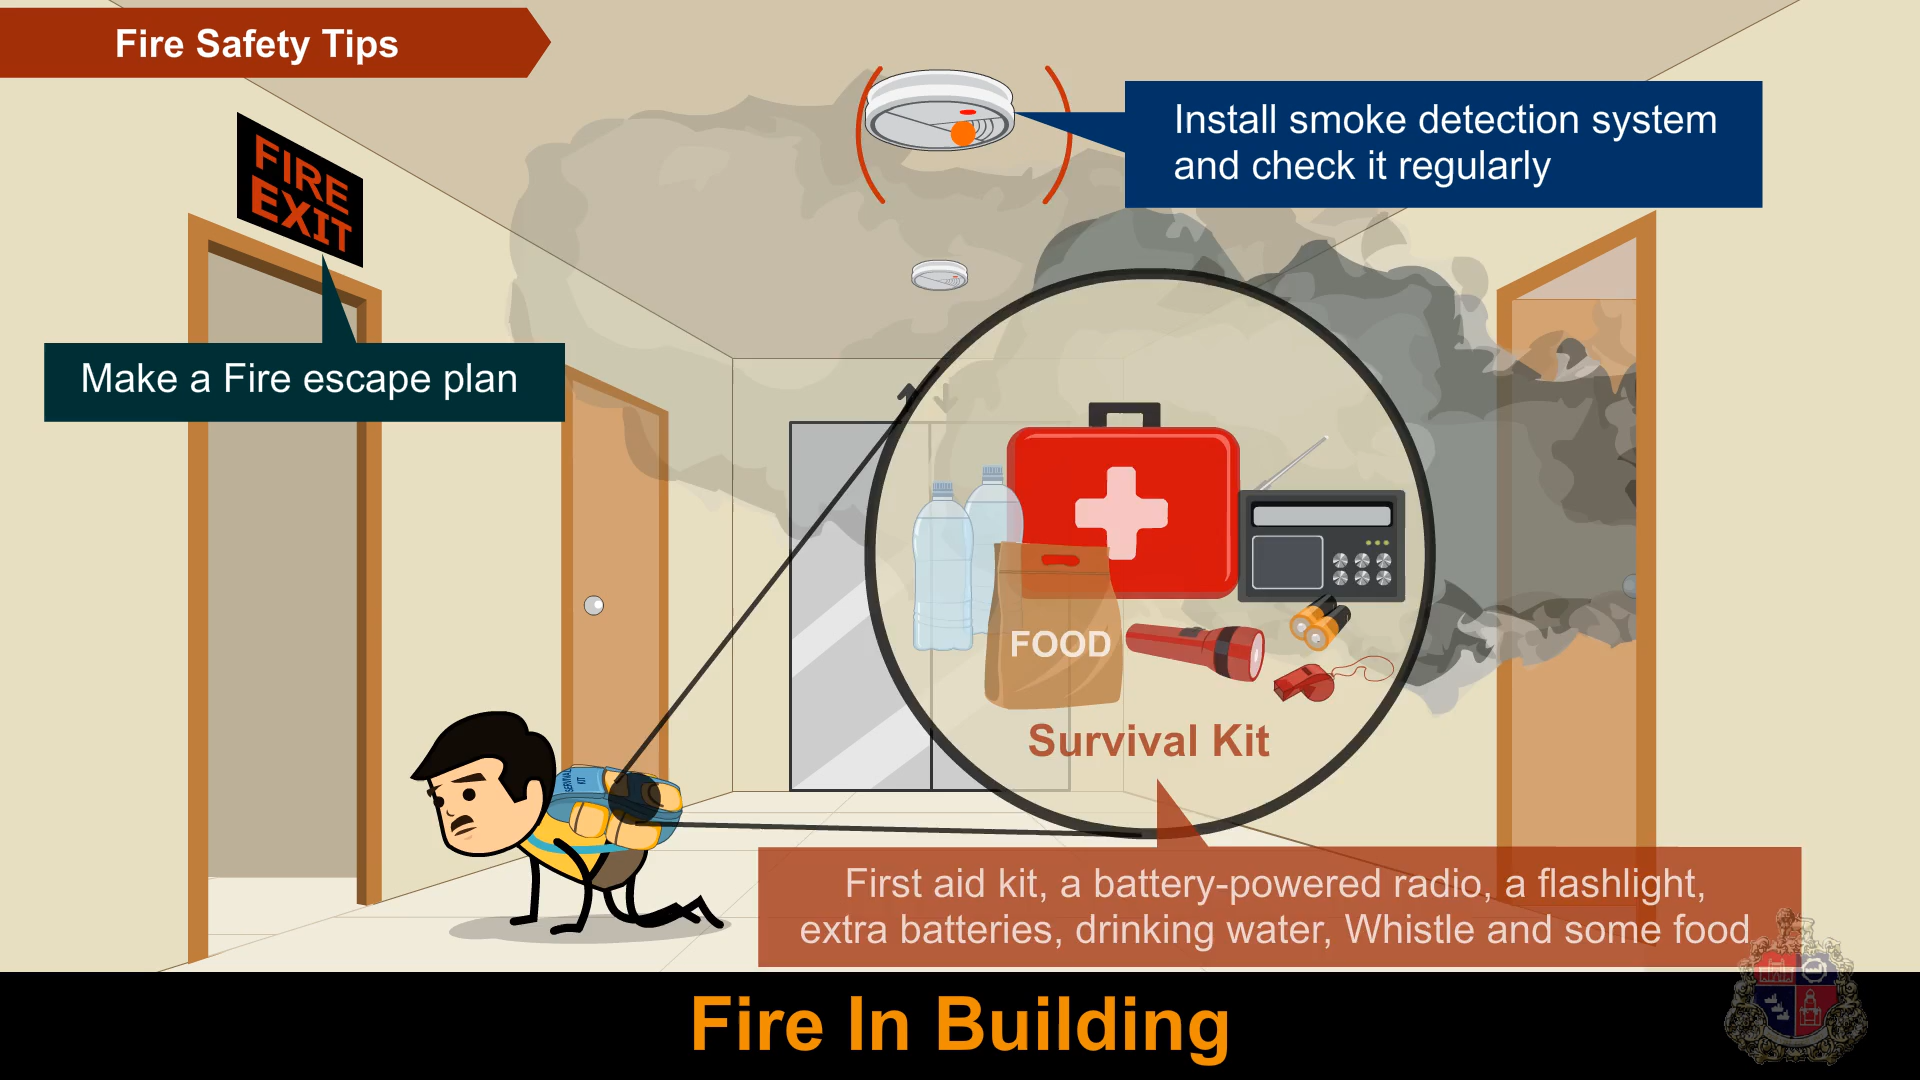 Fire Safety Tips
Install smoke detection system
and check it regularly
FIRE
EXIT
Make a Fire escape plan
FOOD
Survival Kit
SURVIVAL
KIT
First aid kit, a battery-powered radio, a flashlight,
extra batteries, drinking water, Whistle and some food
Fire In Building